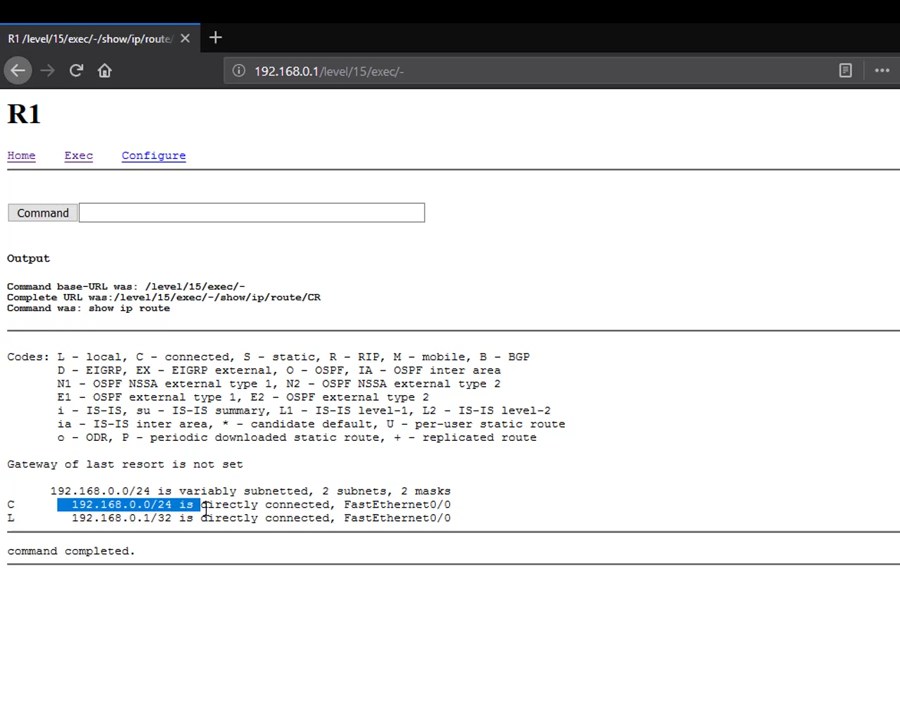 R1 /level/15/exec/-/show/ip/route/
192.168.0.1/level/15/exec/-
R1
Home Exec Configure
Command
Output
Command base-URL was: /level/15/exec/-
Complete URL was:/level/15/exec/-/show/ip/route/CR
Command was: show ip route
Codes: L - local, C - connected, S - static, R - RIP, M - mobile, B - BGP
D - EIGRP, EX - EIGRP external, O - OSPF, IA - OSPF inter area
N1 - OSPF NSSA external type 1, N2 - OSPF NSSA external type 2
E1 - OSPF external type 1, E2 - OSPF external type 2
i - IS-IS, su - IS-IS summary, L1 - IS-IS level-1, L2 - IS-IS level-2
ia - IS-IS inter area, * - candidate default, U - per-user static route
o - ODR, P - periodic downloaded static route, + - replicated route
Gateway of last resort is not set
192.168.0.0/24 is variably subnetted, 2 subnets, 2 masks
C 192.168.0.0/24 is directly connected, FastEthernet0/0
L 192.168.0.1/32 is directly connected, FastEthernet0/0
command completed.